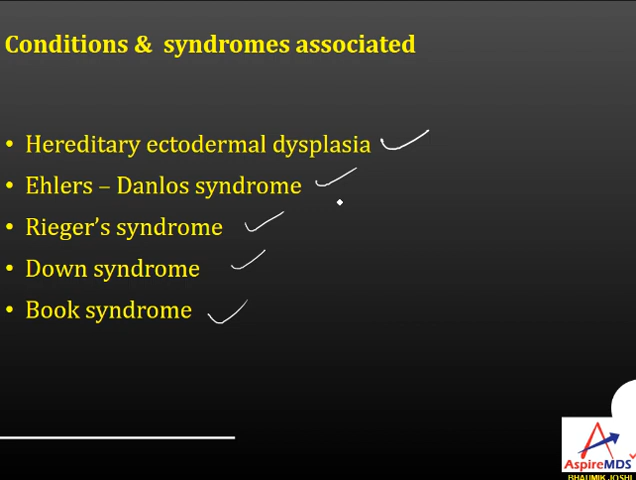 Conditions & syndromes associated
• Hereditary ectodermal dysplasia
• Ehlers – Danlos syndrome
• Rieger's syndrome
• Down syndrome
• Book syndrome
AspireMDS
BHAUMIK JOSHI